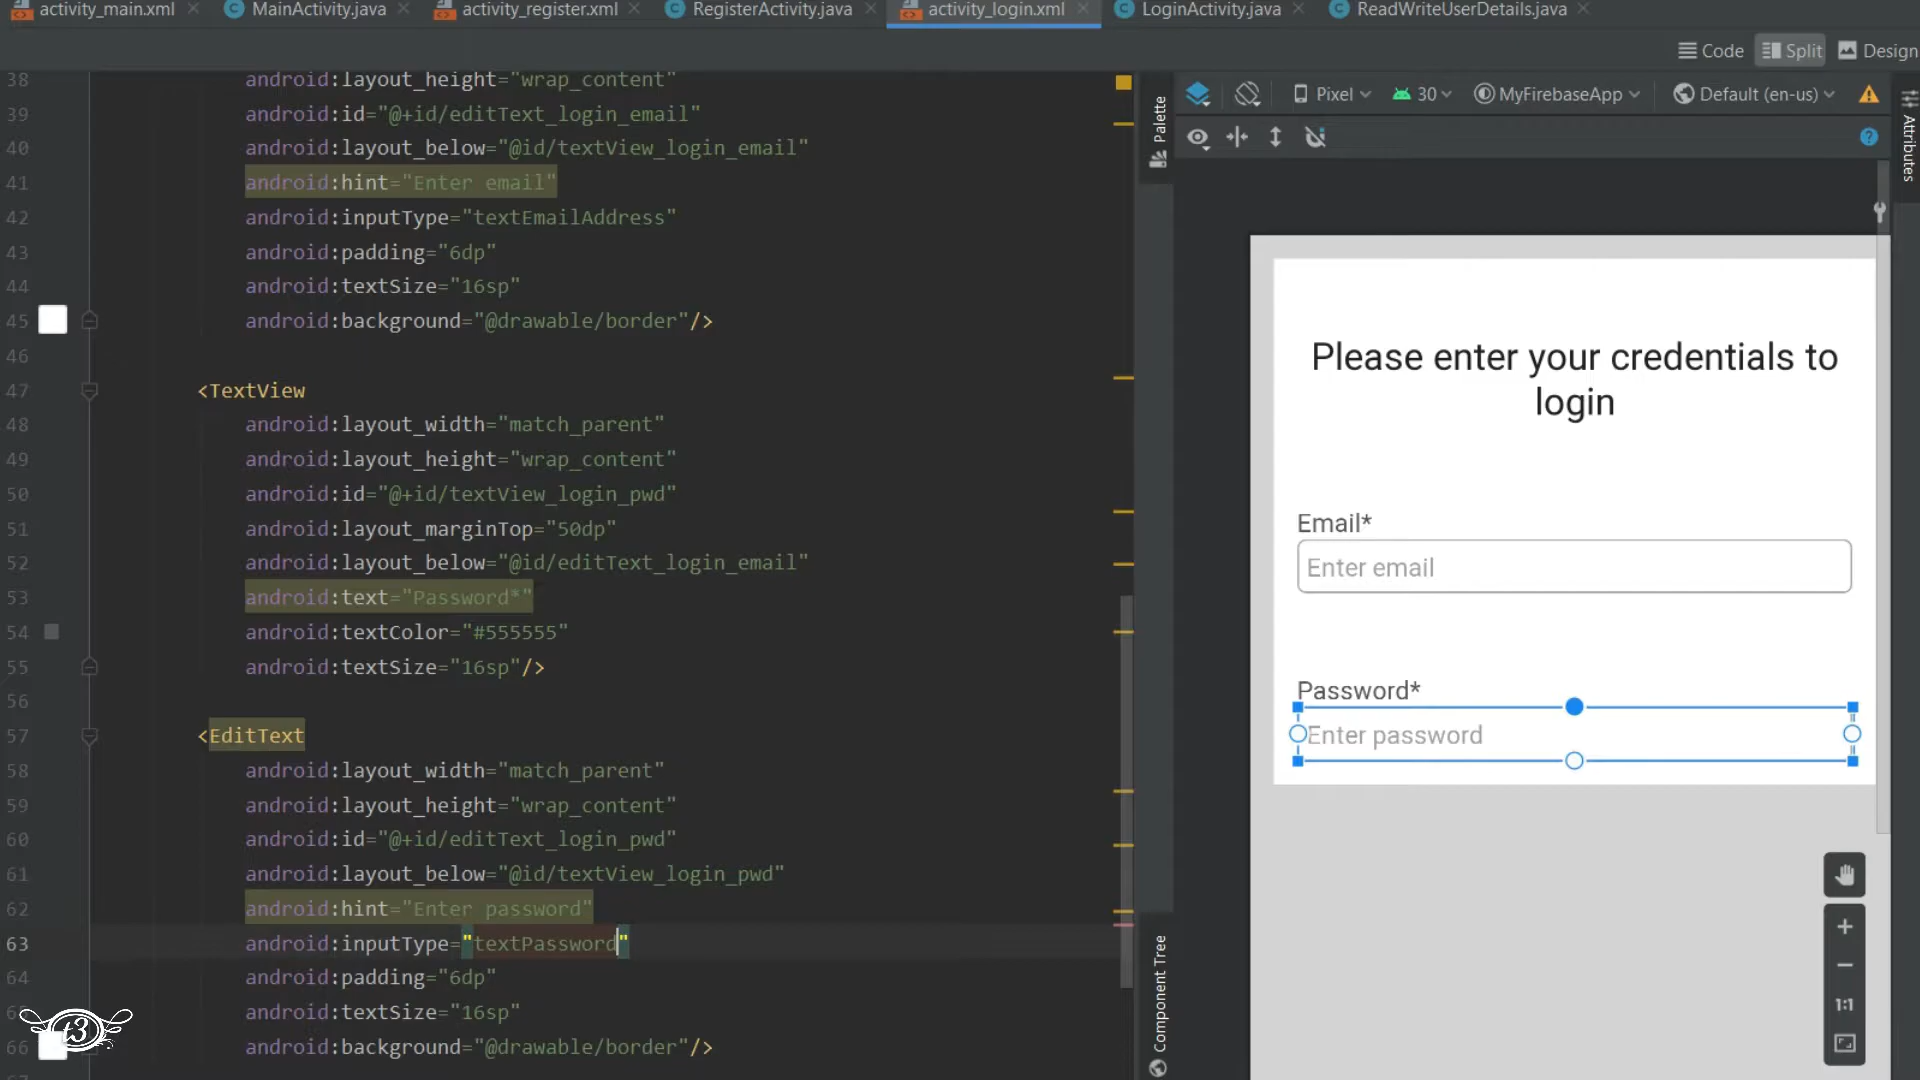 activity_main.xml
MainActivity.java
activity_register.xml
RegisterActivity.java
activity_login.xml
LoginActivity.java
ReadWriteUserDetails.java
Code
Split
Design
38 android:layout_height="wrap_content"
39 android:id="@+id/editText_login_email"
40 android:layout_below="@id/textView_login_email"
41 android:hint="Enter email"
42 android:inputType="textEmailAddress"
43 android:padding="6dp"
44 android:textSize="16sp"
45 android:background="@drawable/border"/>
46
47 <TextView
48 android:layout_width="match_parent"
49 android:layout_height="wrap_content"
50 android:id="@+id/textView_login_pwd"
51 android:layout_marginTop="50dp"
52 android:layout_below="@id/editText_login_email"
53 android:text="Password*"
54 android:textColor="#555555"
55 android:textSize="16sp"/>
56
57 <EditText
58 android:layout_width="match_parent"
59 android:layout_height="wrap_content"
60 android:id="@+id/editText_login_pwd"
61 android:layout_below="@id/textView_login_pwd"
62 android:hint="Enter password"
63 android:inputType="textPassword"
64 android:padding="6dp"
android:textSize="16sp"
66 android:background="@drawable/border"/>
t3
Palette
Component Tree
Pixel
30
MyFirebaseApp
Default (en-us)
Attributes
Please enter your credentials to
login
Email*
Enter email
Password*
Enter password
1:1